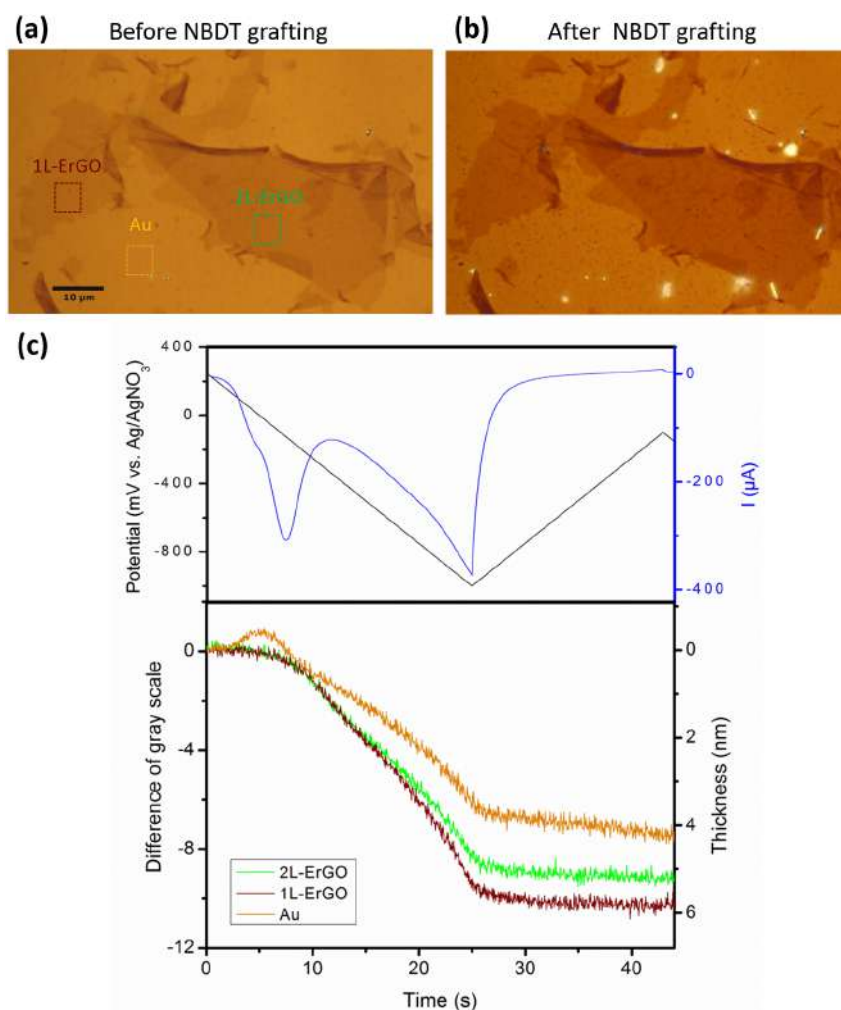 (a) Before NBDT grafting
(b) After NBDT grafting
1L-ErGO
2L-ErGO
Au
10 μm
(c)
Potential (mV vs. Ag/AgNO3)
400
0
-400
-800
0
-200
-400
I (μA)
Difference of gray scale
0
-4
-8
-12
0
2
4
6
Thickness (nm)
2L-ErGO
1L-ErGO
Au
0 10 20 30 40
Time (s)